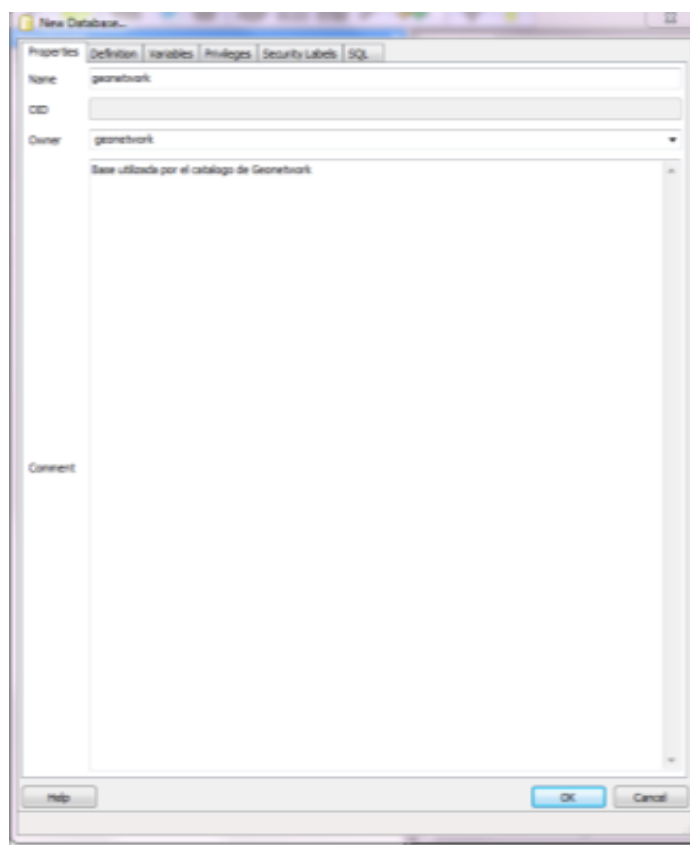 New Database...
Properties Definition Variables Privileges Security Labels SQL
Name geonetwork
OID
Owner geonetwork
Base utilizada por el catalogo de Geonetwork
Comment
Help OK Cancel